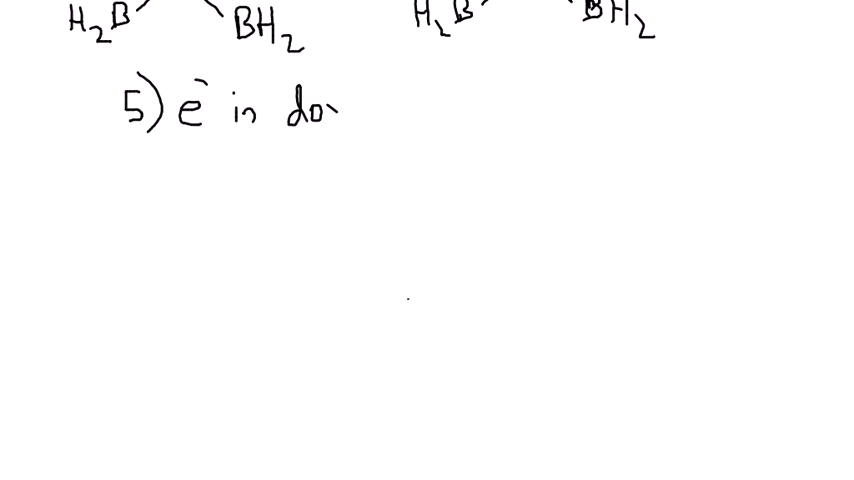 H₂B BH₂ H₂B BH₂
5) e⁻ in do